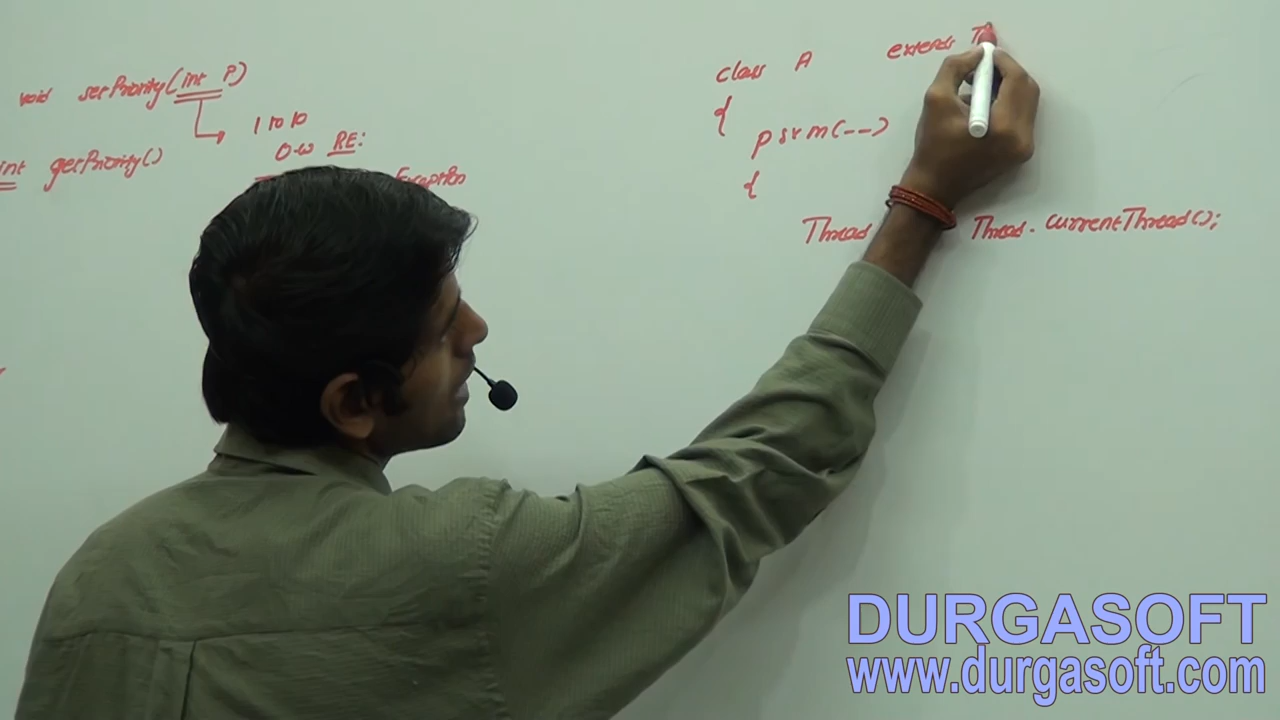 void setPriority(int P)
1 to 10
O.W RE:
Exception
int getPriority()
class A extends T
{
psvm(--)
{
Thread Thread.currentThread();
DURGASOFT
www.durgasoft.com